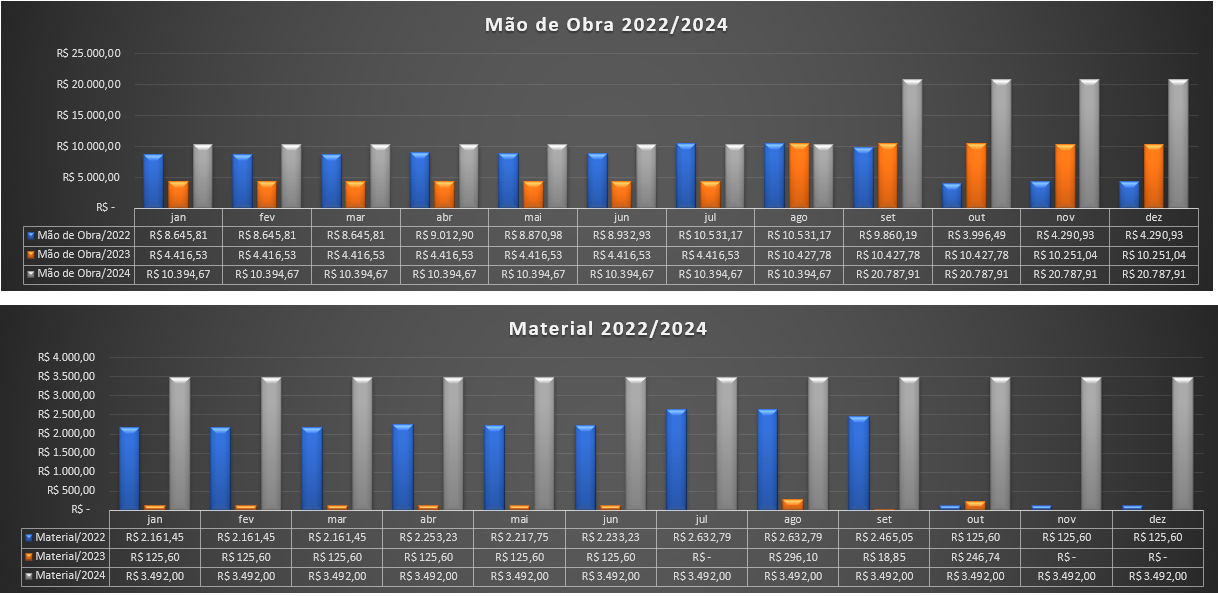 Mão de Obra 2022/2024
R$ 25.000,00
R$ 20.000,00
R$ 15.000,00
R$ 10.000,00
R$ 5.000,00
R$ -
jan fev mar abr mai jun jul ago set out nov dez
Mão de Obra/2022 R$ 8.645,81 R$ 8.645,81 R$ 8.645,81 R$ 9.012,90 R$ 8.870,98 R$ 8.932,93 R$ 10.531,17 R$ 10.531,17 R$ 9.860,19 R$ 3.996,49 R$ 4.290,93 R$ 4.290,93
Mão de Obra/2023 R$ 4.416,53 R$ 4.416,53 R$ 4.416,53 R$ 4.416,53 R$ 4.416,53 R$ 4.416,53 R$ 4.416,53 R$ 10.427,78 R$ 10.427,78 R$ 10.427,78 R$ 10.251,04 R$ 10.251,04
Mão de Obra/2024 R$ 10.394,67 R$ 10.394,67 R$ 10.394,67 R$ 10.394,67 R$ 10.394,67 R$ 10.394,67 R$ 10.394,67 R$ 10.394,67 R$ 20.787,91 R$ 20.787,91 R$ 20.787,91 R$ 20.787,91
Material 2022/2024
R$ 4.000,00
R$ 3.500,00
R$ 3.000,00
R$ 2.500,00
R$ 2.000,00
R$ 1.500,00
R$ 1.000,00
R$ 500,00
R$ -
jan fev mar abr mai jun jul ago set out nov dez
Material/2022 R$ 2.161,45 R$ 2.161,45 R$ 2.161,45 R$ 2.253,23 R$ 2.217,75 R$ 2.233,23 R$ 2.632,79 R$ 2.632,79 R$ 2.465,05 R$ 125,60 R$ 125,60 R$ 125,60
Material/2023 R$ 125,60 R$ 125,60 R$ 125,60 R$ 125,60 R$ 125,60 R$ 125,60 R$ - R$ 296,10 R$ 18,85 R$ 246,74 R$ - R$ -
Material/2024 R$ 3.492,00 R$ 3.492,00 R$ 3.492,00 R$ 3.492,00 R$ 3.492,00 R$ 3.492,00 R$ 3.492,00 R$ 3.492,00 R$ 3.492,00 R$ 3.492,00 R$ 3.492,00 R$ 3.492,00